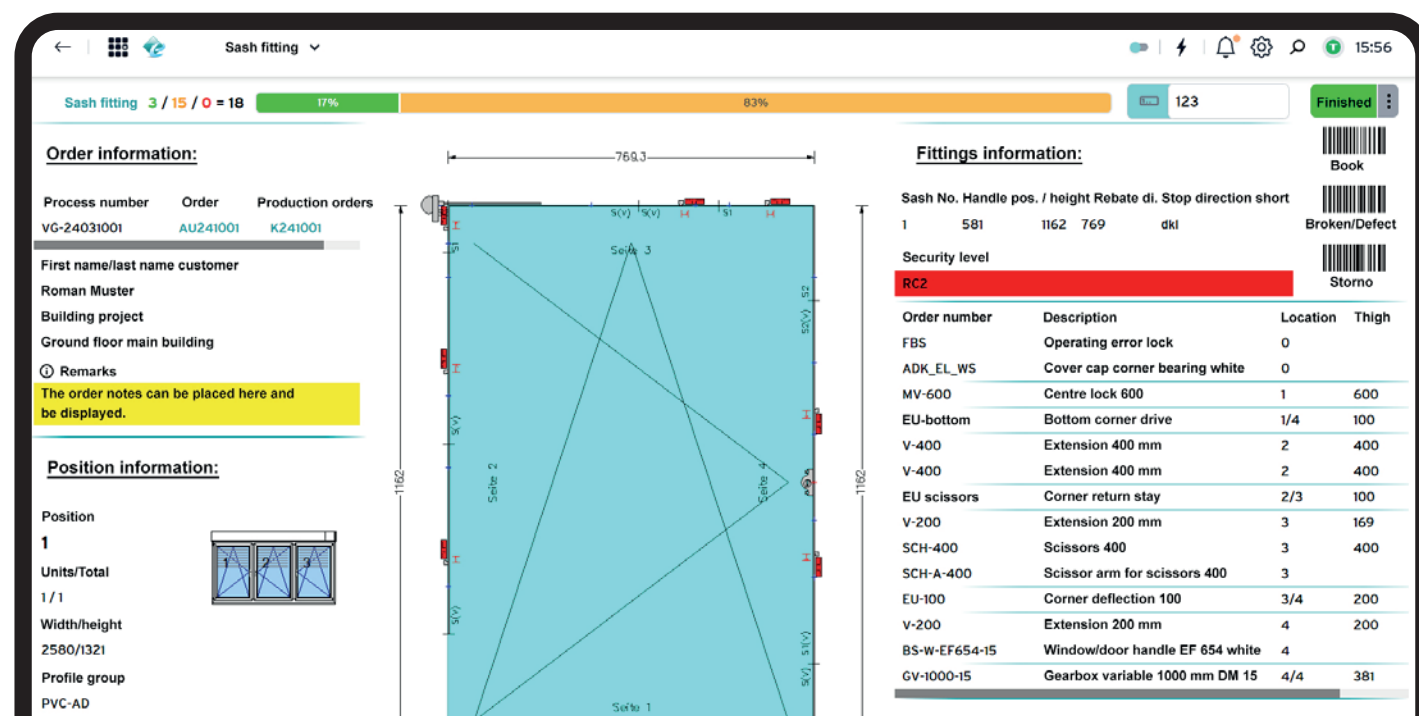 Sash fitting
15:56
Sash fitting 3 / 15 / 0 = 18
17%
83%
123
Finished
Order information:
Process number Order Production orders
VG-24031001 AU241001 K241001
First name/last name customer
Roman Muster
Building project
Ground floor main building
Remarks
The order notes can be placed here and
be displayed.
Position information:
Position
1
Units/Total
1 / 1
Width/height
2580/1321
Profile group
PVC-AD
1 2 3
769.3
S(v) S(v) H S1 H
H
S1
Seite 3
S2
S2(v)
H
S(v)
H
1162
Seite 2
Seite 4
1162
H
H
S(v)
S1(v)
S(v)
Seite 1
Fittings information:
Sash No. Handle pos. / height Rebate di. Stop direction short
1 581 1162 769 dkl
Security level
RC2
Book
Broken/Defect
Storno
Order number Description Location Thigh
FBS Operating error lock 0
ADK_EL_WS Cover cap corner bearing white 0
MV-600 Centre lock 600 1 600
EU-bottom Bottom corner drive 1/4 100
V-400 Extension 400 mm 2 400
V-400 Extension 400 mm 2 400
EU scissors Corner return stay 2/3 100
V-200 Extension 200 mm 3 169
SCH-400 Scissors 400 3 400
SCH-A-400 Scissor arm for scissors 400 3
EU-100 Corner deflection 100 3/4 200
V-200 Extension 200 mm 4 200
BS-W-EF654-15 Window/door handle EF 654 white 4
GV-1000-15 Gearbox variable 1000 mm DM 15 4/4 381